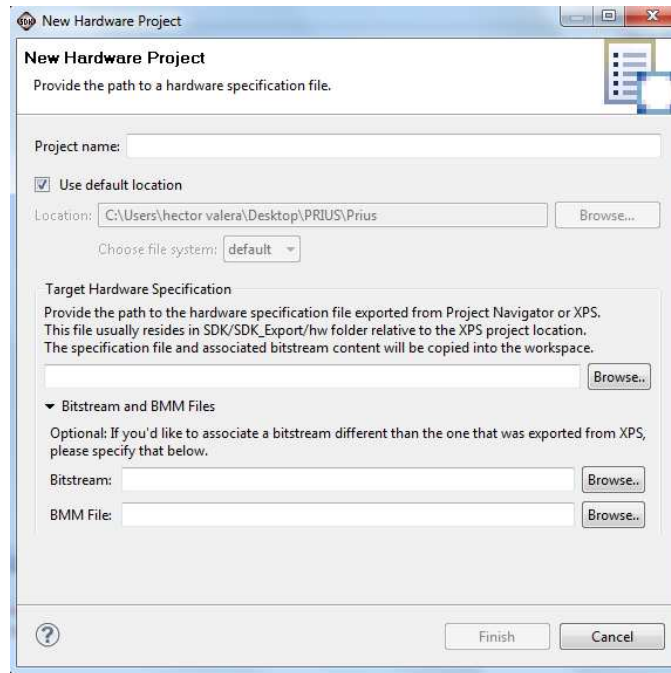 SDK New Hardware Project
New Hardware Project
Provide the path to a hardware specification file.
Project name:
Use default location
Location: C:\Users\hector valera\Desktop\PRIUS\Prius Browse...
Choose file system: default
Target Hardware Specification
Provide the path to the hardware specification file exported from Project Navigator or XPS.
This file usually resides in SDK/SDK_Export/hw folder relative to the XPS project location.
The specification file and associated bitstream content will be copied into the workspace.
Browse..
Bitstream and BMM Files
Optional: If you'd like to associate a bitstream different than the one that was exported from XPS,
please specify that below.
Bitstream: Browse..
BMM File: Browse..
? Finish Cancel